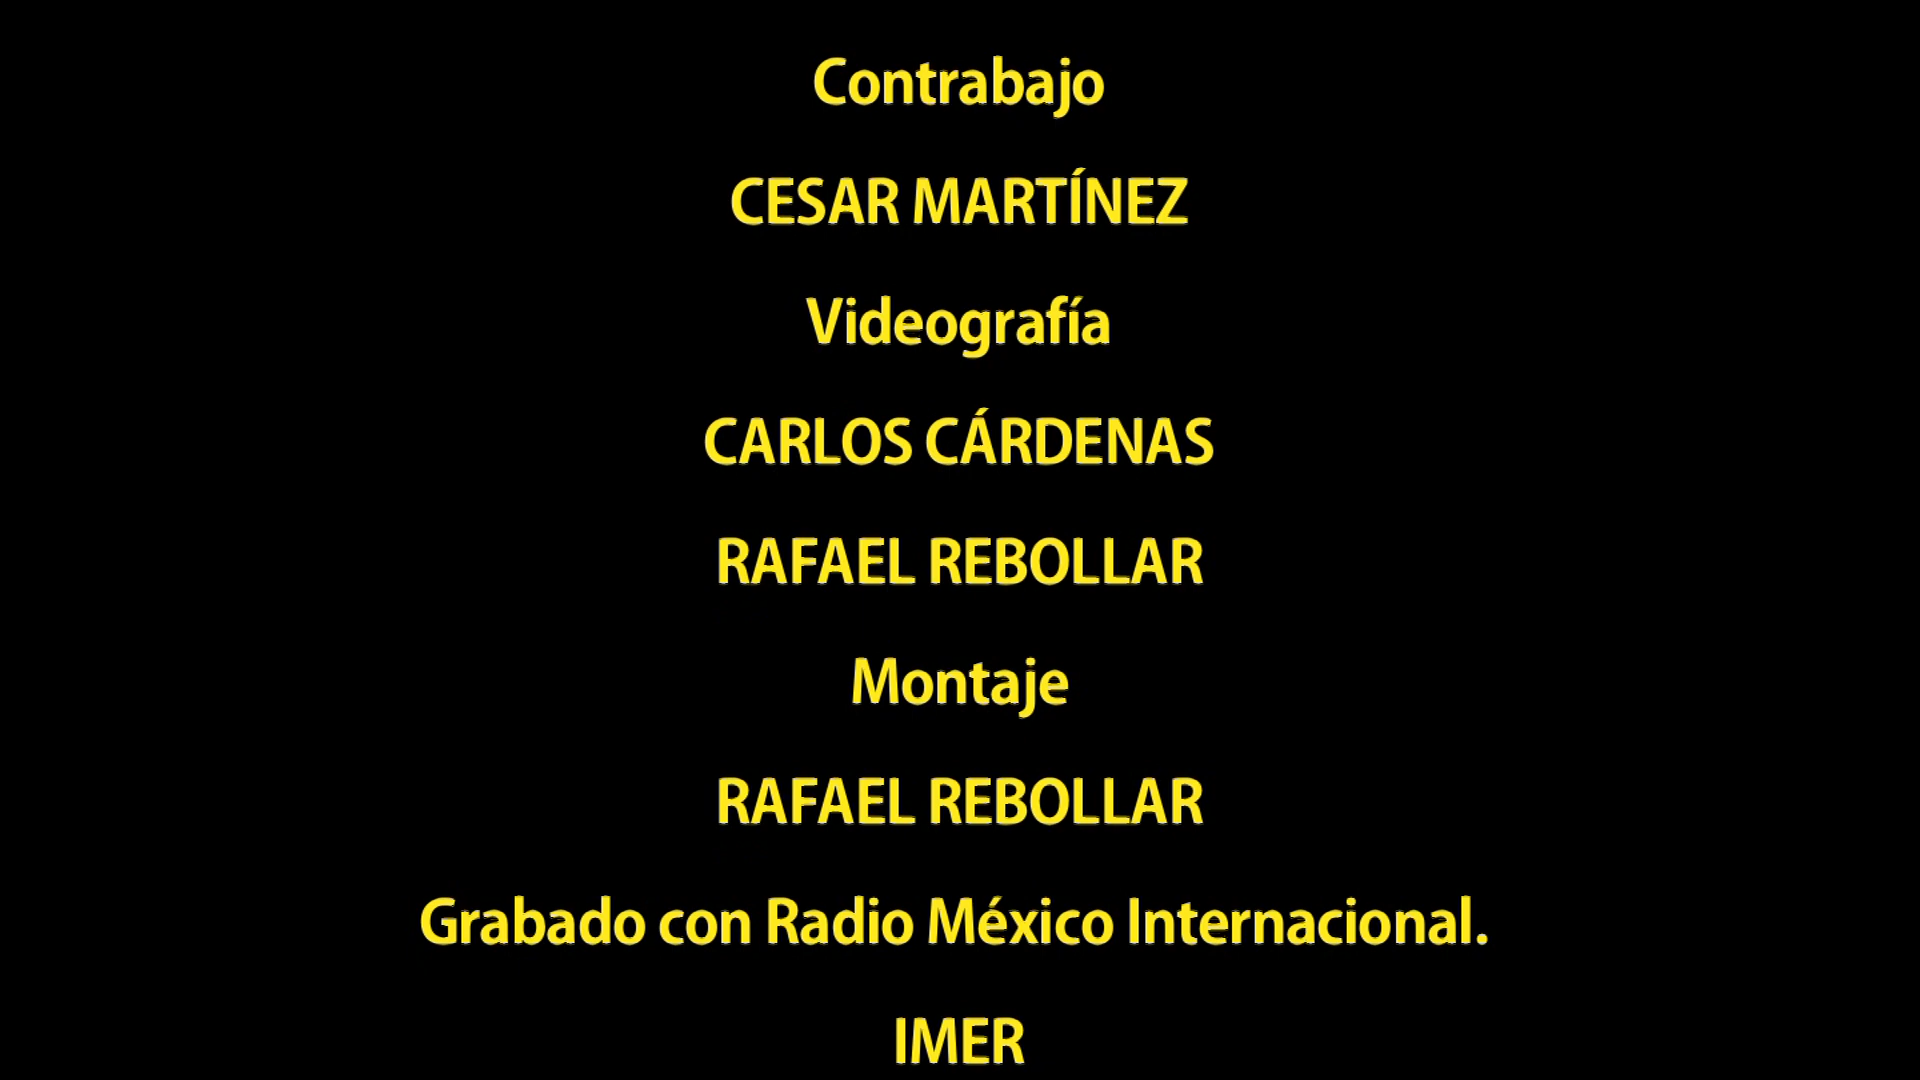 Contrabajo
CESAR MARTÍNEZ
Videografía
CARLOS CÁRDENAS
RAFAEL REBOLLAR
Montaje
RAFAEL REBOLLAR
Grabado con Radio México Internacional.
IMER